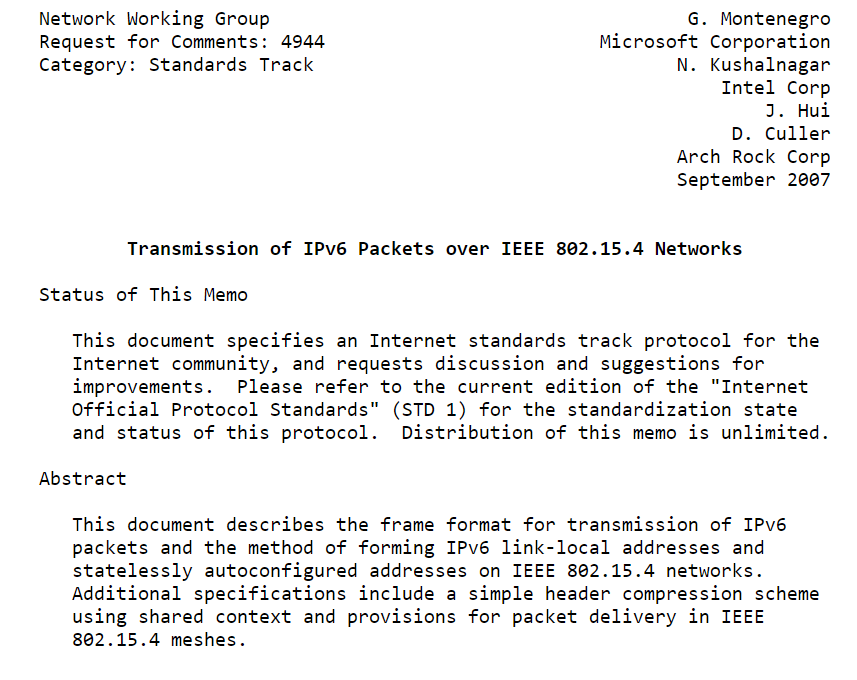 Network Working Group G. Montenegro
Request for Comments: 4944 Microsoft Corporation
Category: Standards Track N. Kushalnagar
Intel Corp
J. Hui
D. Culler
Arch Rock Corp
September 2007
Transmission of IPv6 Packets over IEEE 802.15.4 Networks
Status of This Memo
This document specifies an Internet standards track protocol for the
Internet community, and requests discussion and suggestions for
improvements. Please refer to the current edition of the "Internet
Official Protocol Standards" (STD 1) for the standardization state
and status of this protocol. Distribution of this memo is unlimited.
Abstract
This document describes the frame format for transmission of IPv6
packets and the method of forming IPv6 link-local addresses and
statelessly autoconfigured addresses on IEEE 802.15.4 networks.
Additional specifications include a simple header compression scheme
using shared context and provisions for packet delivery in IEEE
802.15.4 meshes.